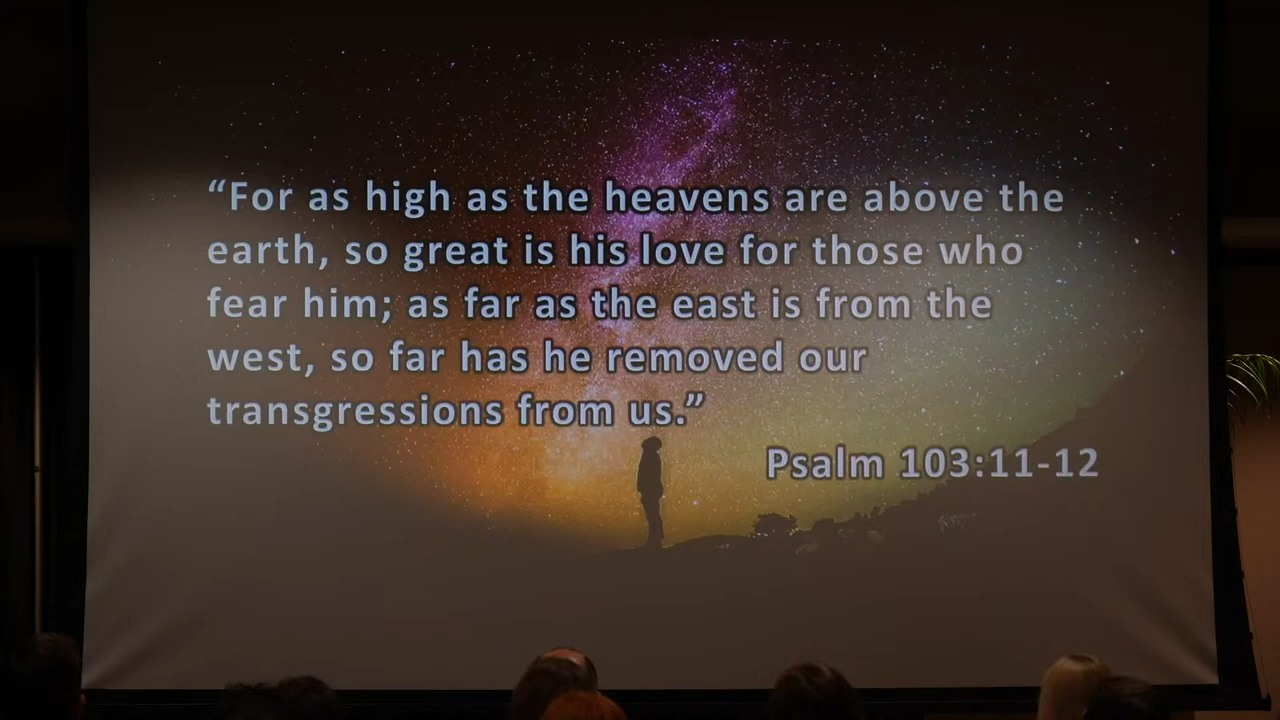 “For as high as the heavens are above the
earth, so great is his love for those who
fear him; as far as the east is from the
west, so far has he removed our
transgressions from us.”
Psalm 103:11-12